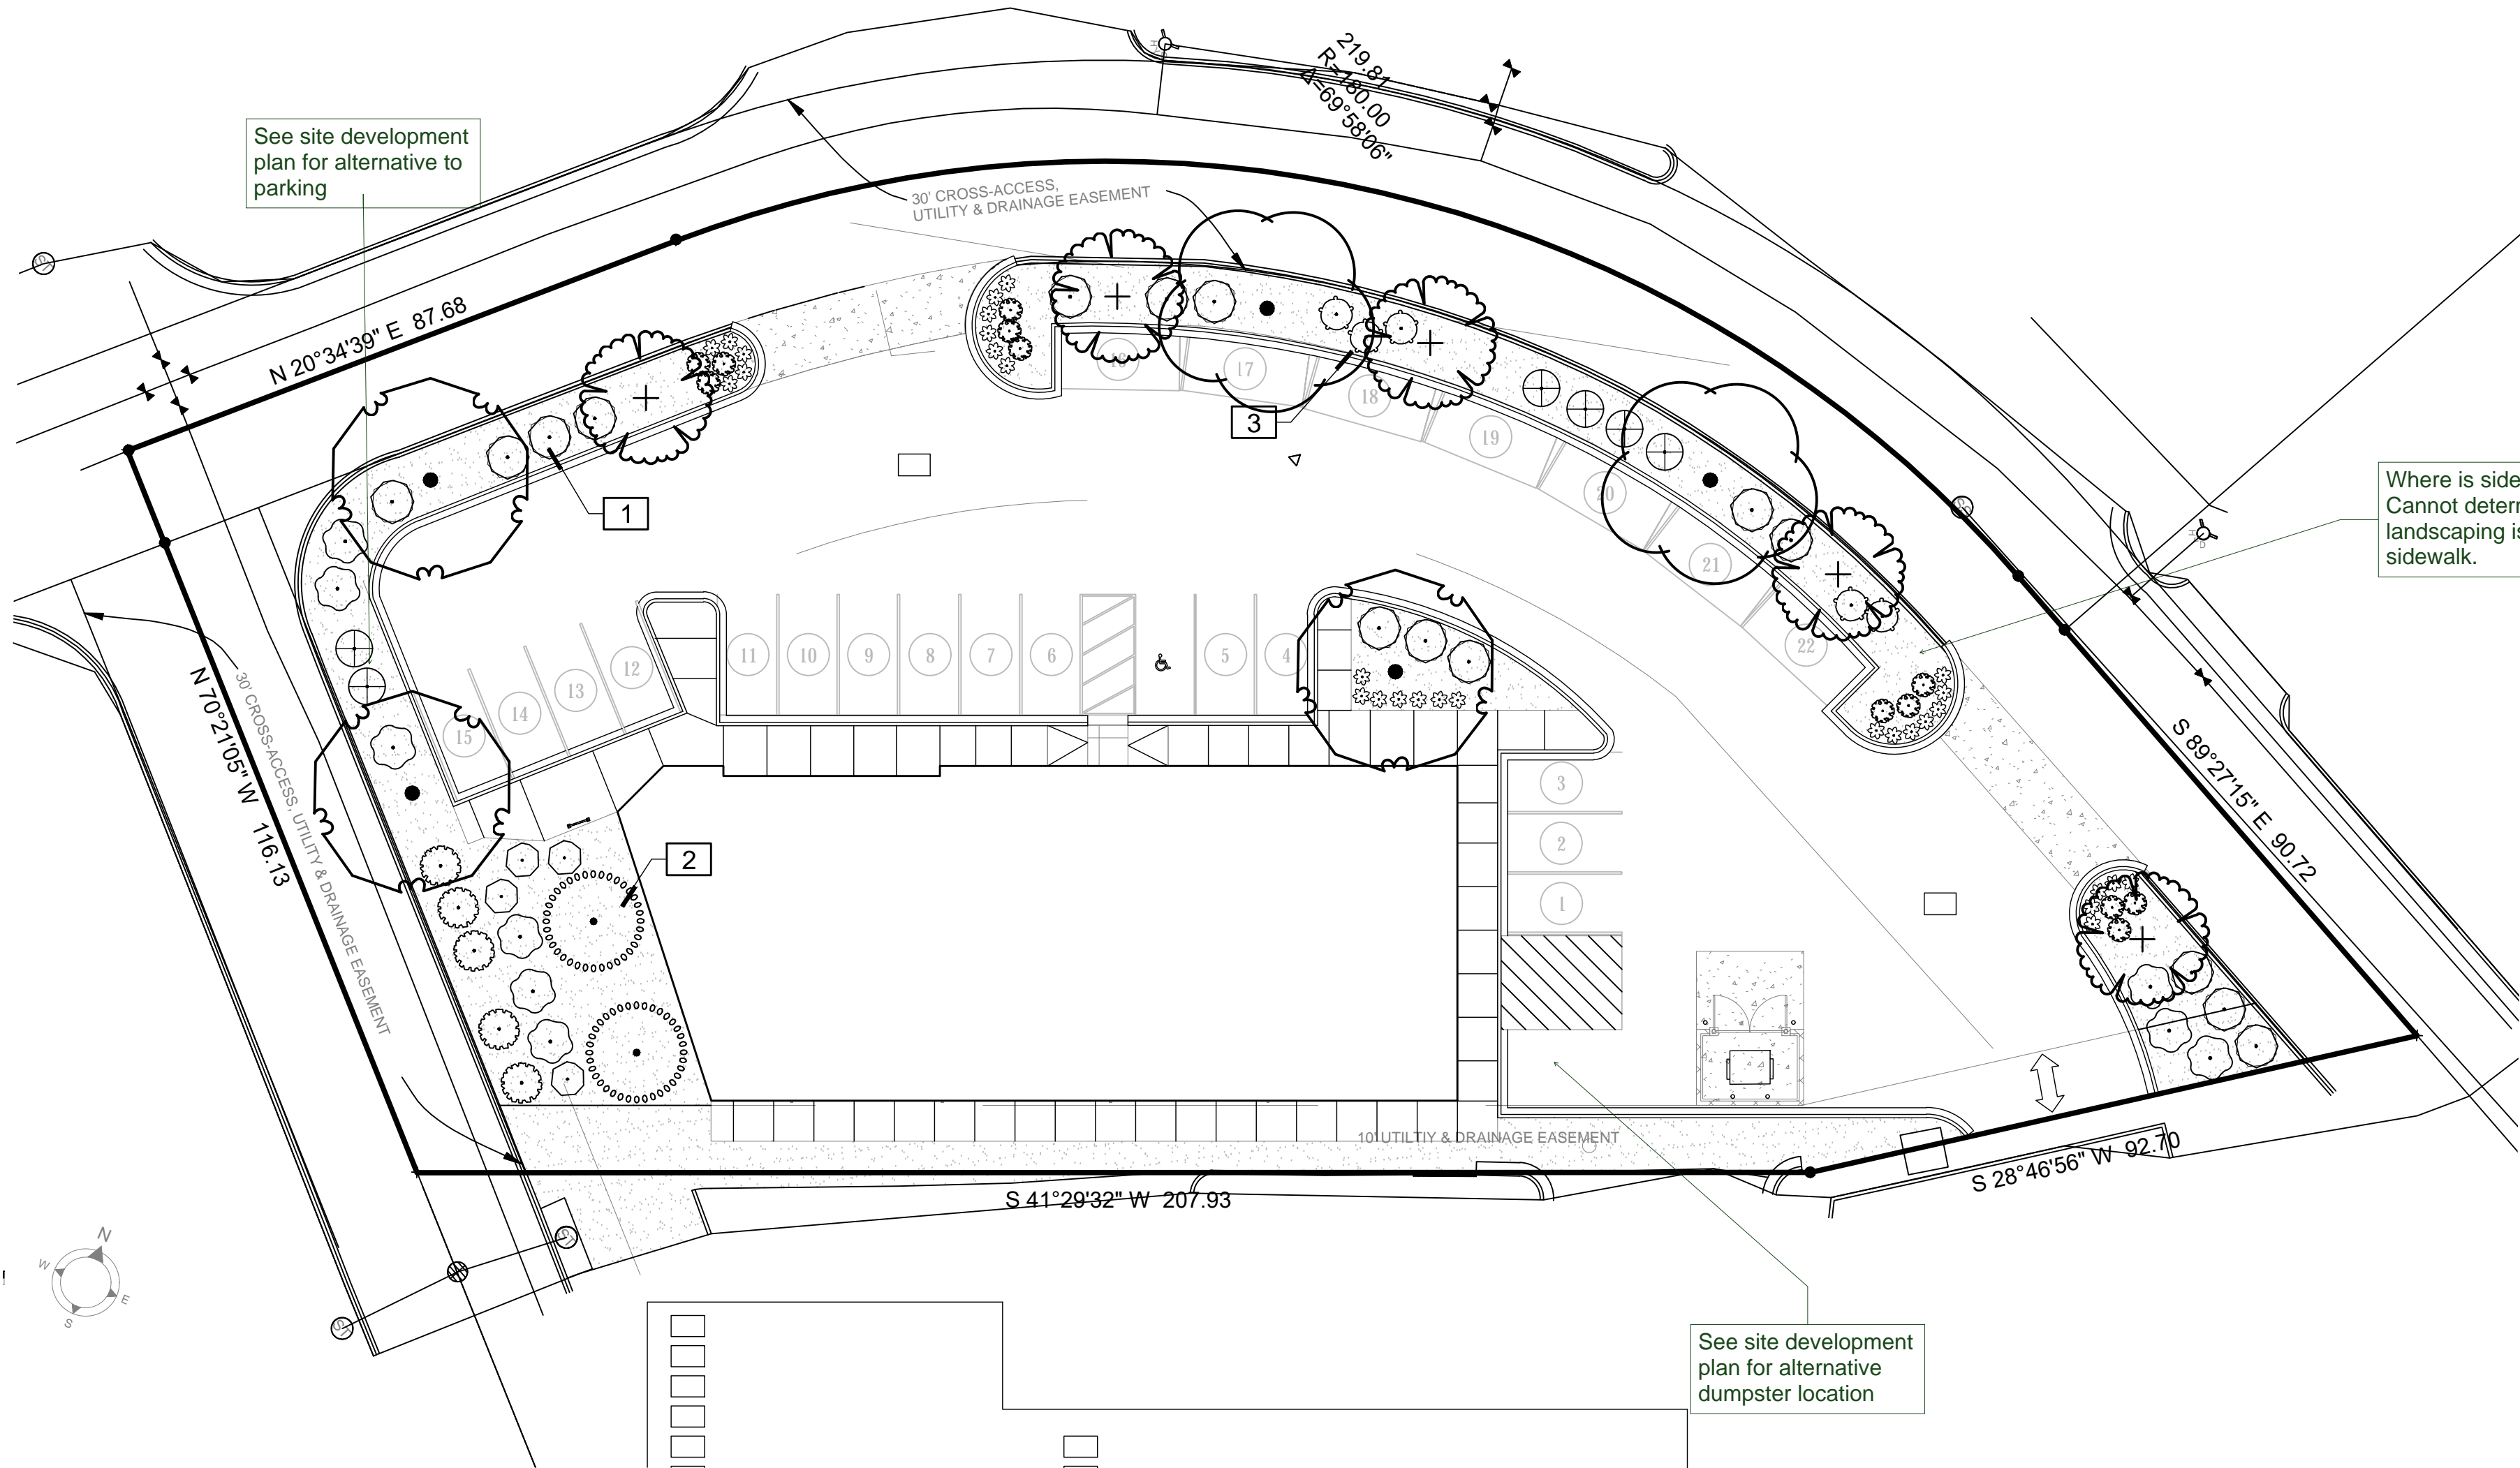 219.81
R=180.00
Δ=69°58'06"
See site development
plan for alternative to
parking
30' CROSS-ACCESS,
UTILITY & DRAINAGE EASEMENT
N 20°34'39" E 87.68
16
17
18
19
20
21
22
3
1
Where is
Cannot
landscaping
sidewalk.
11
10
9
8
7
6
5
4
12
13
14
15
N 70°21'05" W 116.13
30' CROSS-ACCESS, UTILITY & DRAINAGE EASEMENT
S 89°27'15" E 90.72
3
2
1
2
10' UTILTIY & DRAINAGE EASEMENT
S 41°29'32" W 207.93
S 28°46'56" W 92.70
ST
ST
N
W
E
S
See site development
plan for alternative
dumpster location